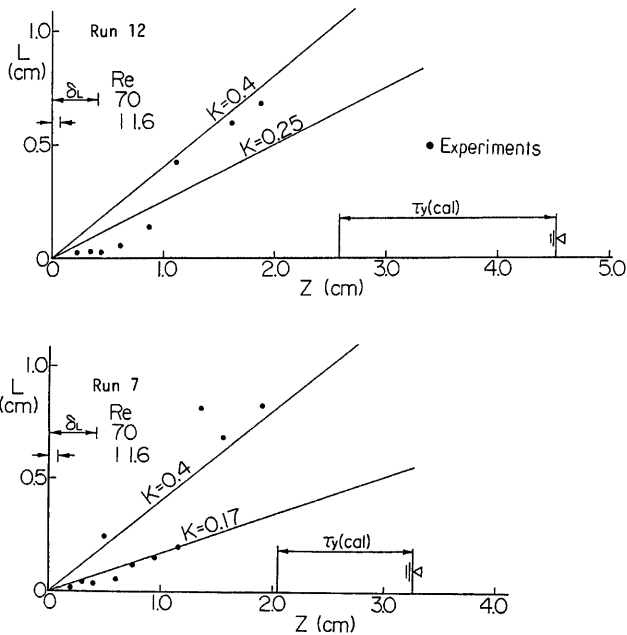 1.0
L
(cm)
Run 12
δL
Re
70
11.6
0.5
K=0.4
K=0.25
● Experiments
τy(cal)
0
0
1.0
2.0
3.0
4.0
5.0
Z (cm)
1.0
L
(cm)
Run 7
δL
Re
70
11.6
0.5
K=0.4
K=0.17
τy(cal)
0
0
1.0
2.0
3.0
4.0
Z (cm)